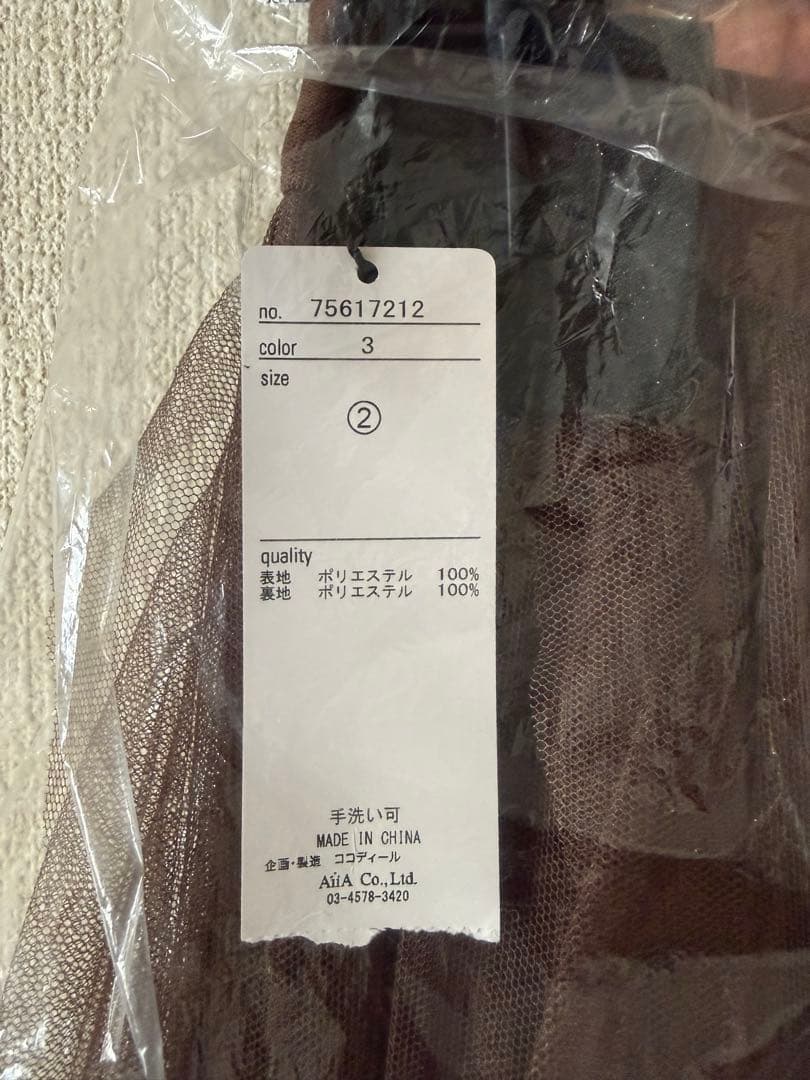 no. 75617212
color 3
size
②
quality
表地 ポリエステル 100%
裏地 ポリエステル 100%
手洗い可
MADE IN CHINA
企画・製造 ココディール
AiiA Co.,Ltd.
03-4578-3420